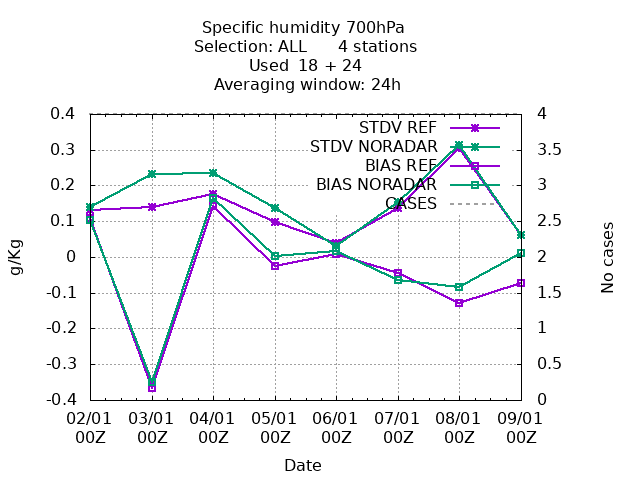 Specific humidity 700hPa
Selection: ALL      4 stations
Used  18 + 24
Averaging window: 24h
STDV REF
STDV NORADAR
BIAS REF
BIAS NORADAR
CASES
0.4
0.3
0.2
0.1
0
-0.1
-0.2
-0.3
-0.4
g/Kg
4
3.5
3
2.5
2
1.5
1
0.5
0
No cases
02/01 03/01 04/01 05/01 06/01 07/01 08/01 09/01
00Z 00Z 00Z 00Z 00Z 00Z 00Z 00Z
Date